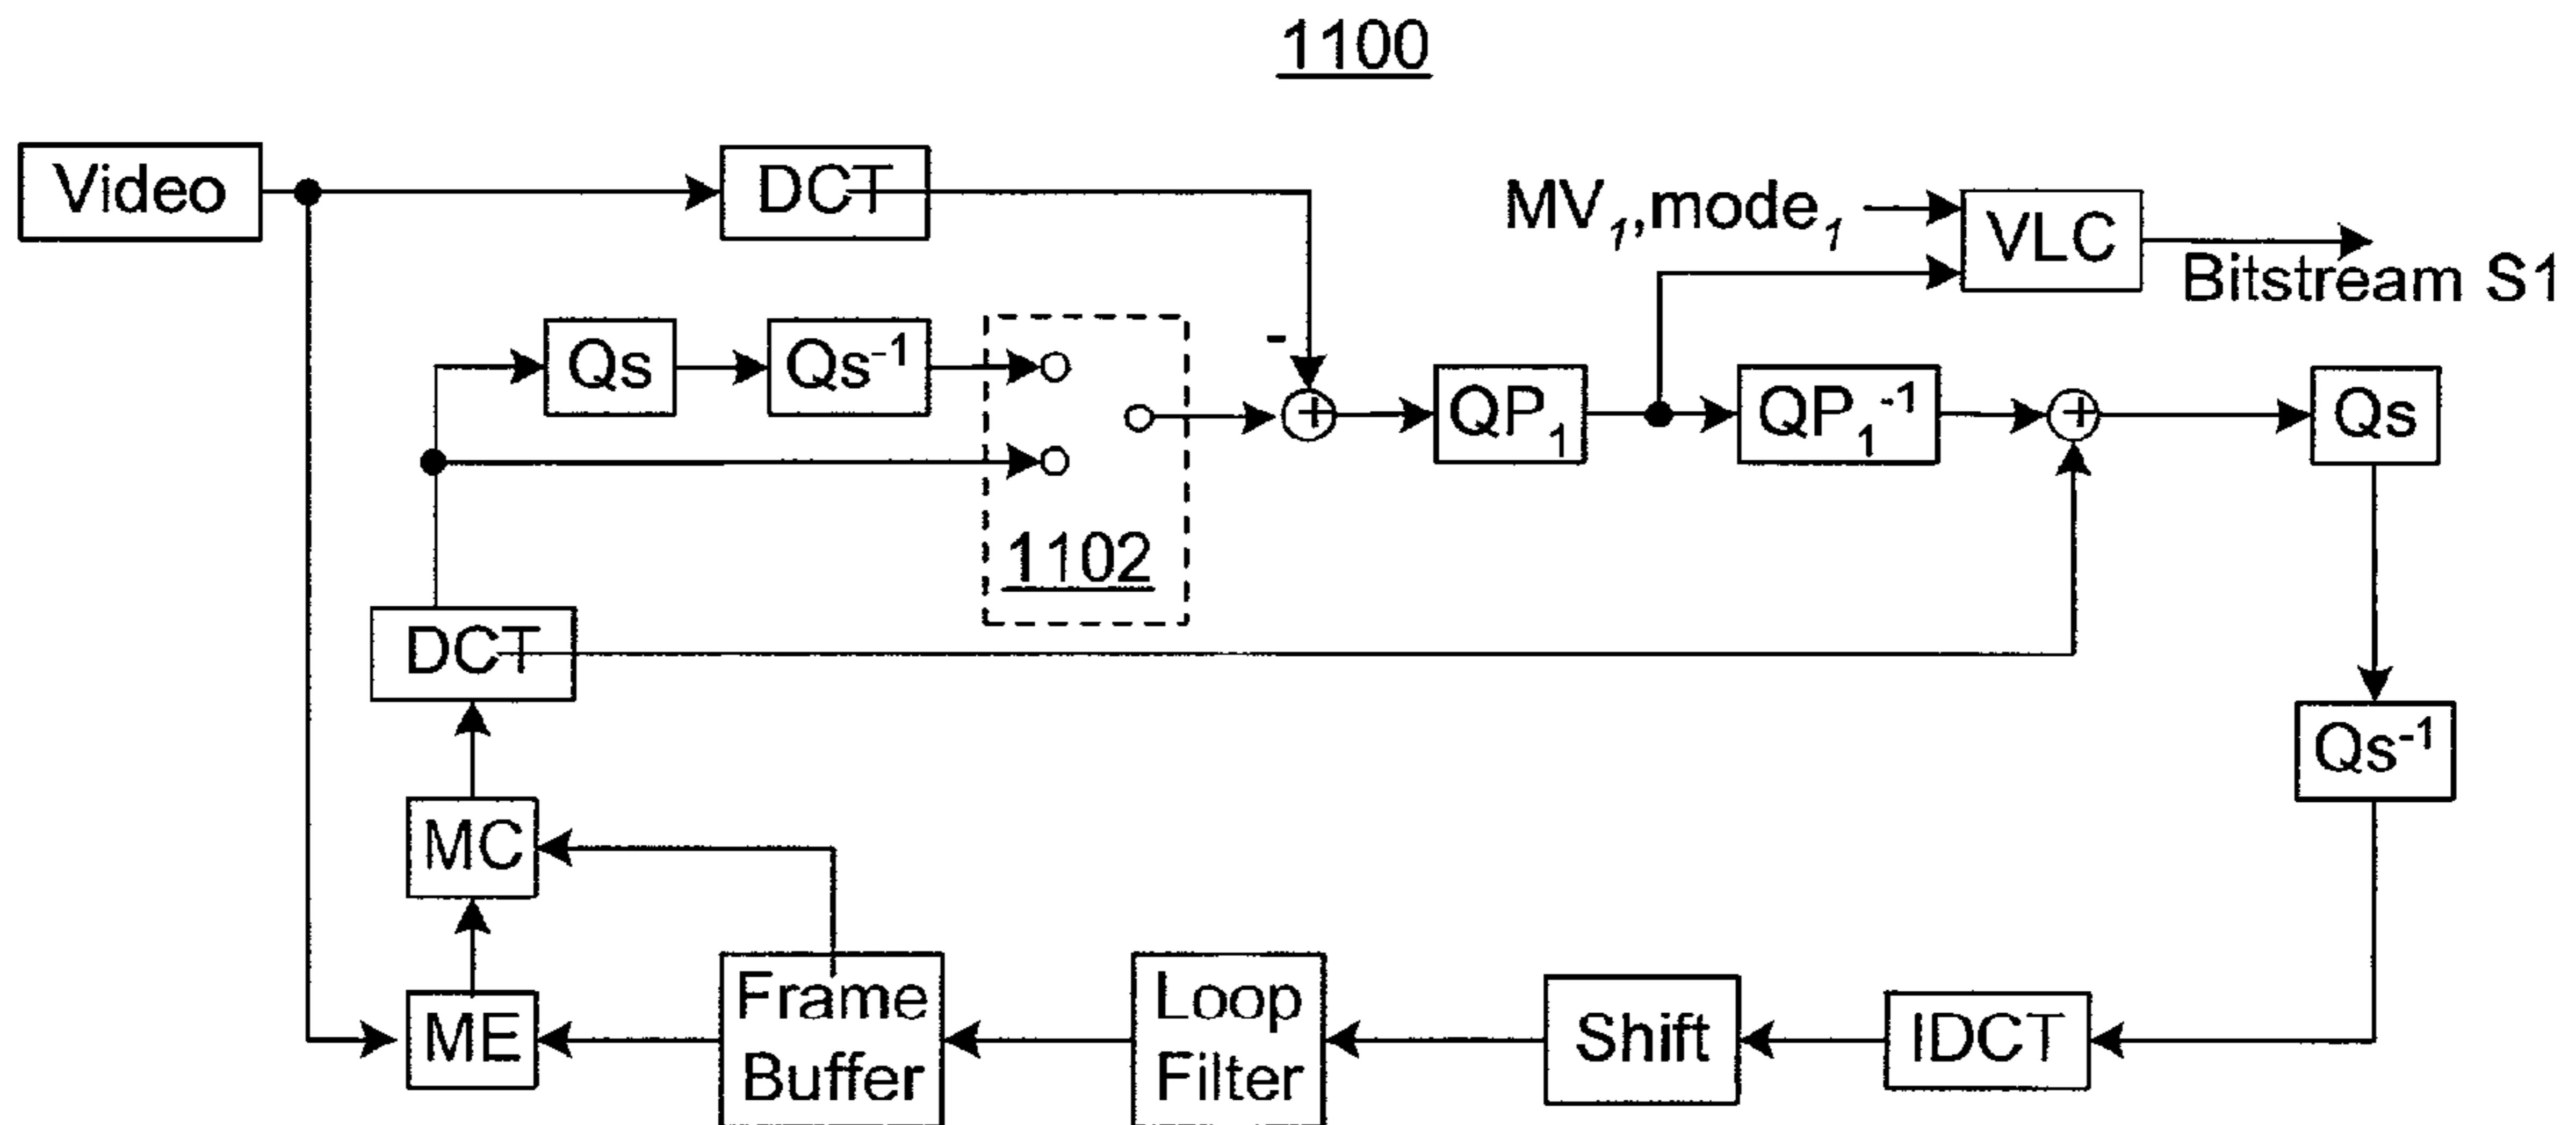 1100
Video
DCT
MV1,mode1
VLC
Bitstream S1
Qs
Qs-1
-
+
QP1
QP1-1
+
Qs
1102
DCT
Qs-1
MC
ME
Frame
Buffer
Loop
Filter
Shift
IDCT